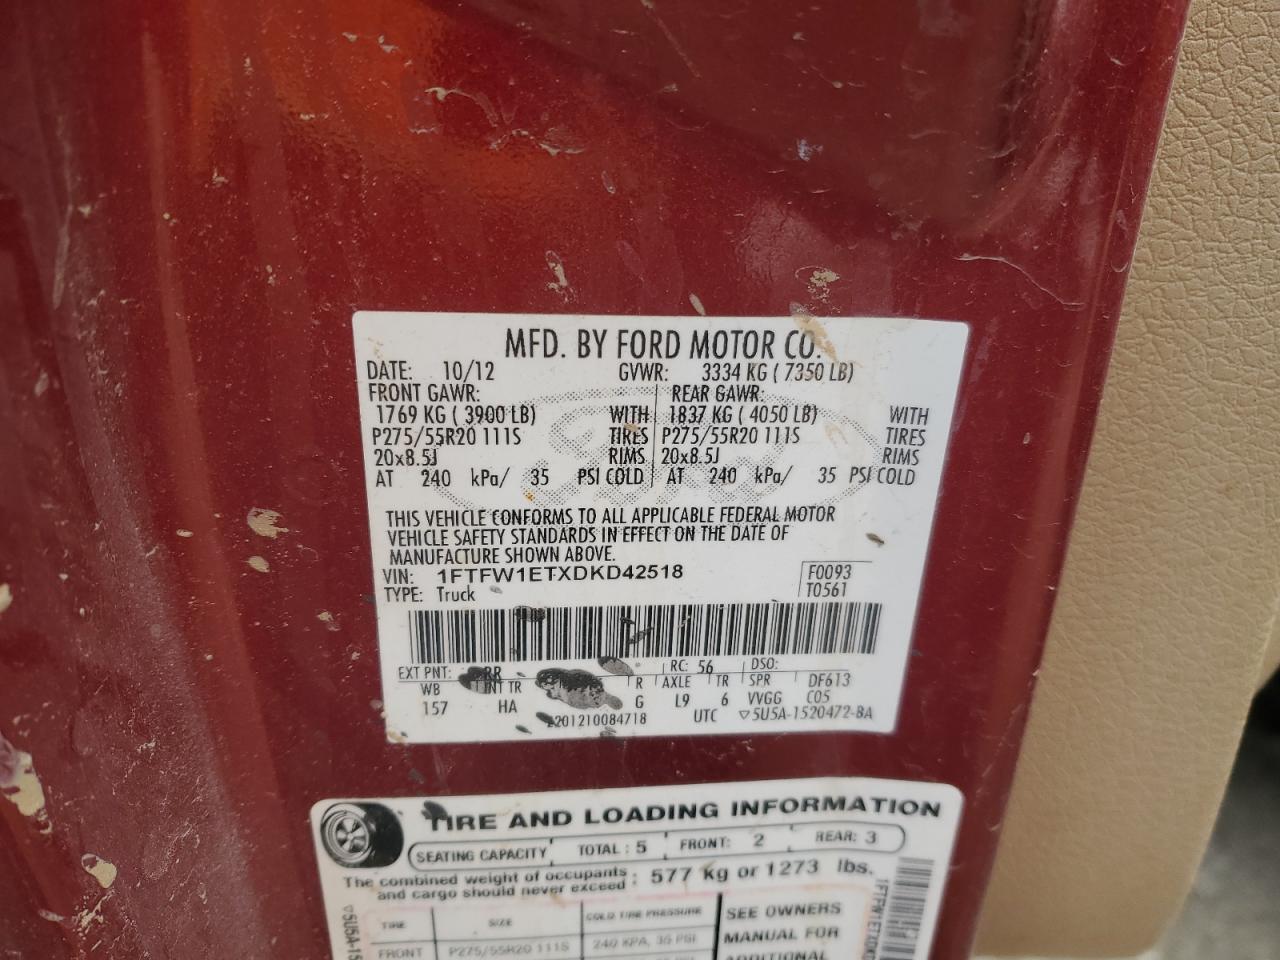 MFD. BY FORD MOTOR CO.
DATE: 10/12 GVWR: 3334 KG ( 7350 LB)
FRONT GAWR: REAR GAWR:
1769 KG ( 3900 LB) WITH 1837 KG ( 4050 LB) WITH
P275/55R20 111S TIRES P275/55R20 111S TIRES
20x8.5J RIMS 20x8.5J RIMS
AT 240 kPa/ 35 PSI COLD AT 240 kPa/ 35 PSI COLD
THIS VEHICLE CONFORMS TO ALL APPLICABLE FEDERAL MOTOR
VEHICLE SAFETY STANDARDS IN EFFECT ON THE DATE OF
MANUFACTURE SHOWN ABOVE.
VIN: 1FTFW1ETXDKD42518 F0093
TYPE: Truck T0561
EXT PNT: RR RC: 56 DSO:
WB INT TR R AXLE TR SPR DF613
157 HA G L9 6 VVGG C05
201210084718 UTC ▽5U5A-1520472-BA
TIRE AND LOADING INFORMATION
SEATING CAPACITY TOTAL : 5 FRONT: 2 REAR: 3
The combined weight of occupants and cargo should never exceed : 577 kg or 1273 lbs.
TIRE SIZE COLD TIRE PRESSURE SEE OWNERS
FRONT P275/55R20 111S 240 KPA, 35 PSI MANUAL FOR
ADDITIONAL
▽5U5A-15
1FTFW1ETXDKD